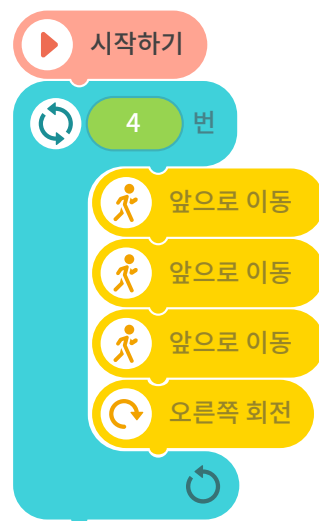 시작하기
4 번
앞으로 이동
앞으로 이동
앞으로 이동
오른쪽 회전